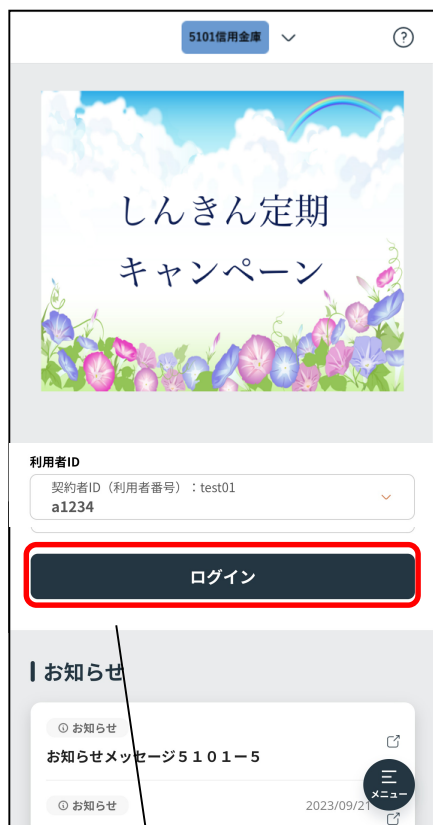 5101信用金庫
しんきん定期
キャンペーン
利用者ID
契約者ID（利用者番号）：test01
a1234
ログイン
お知らせ
お知らせ
お知らせメッセージ５１０１ー５
メニュー
お知らせ
2023/09/21